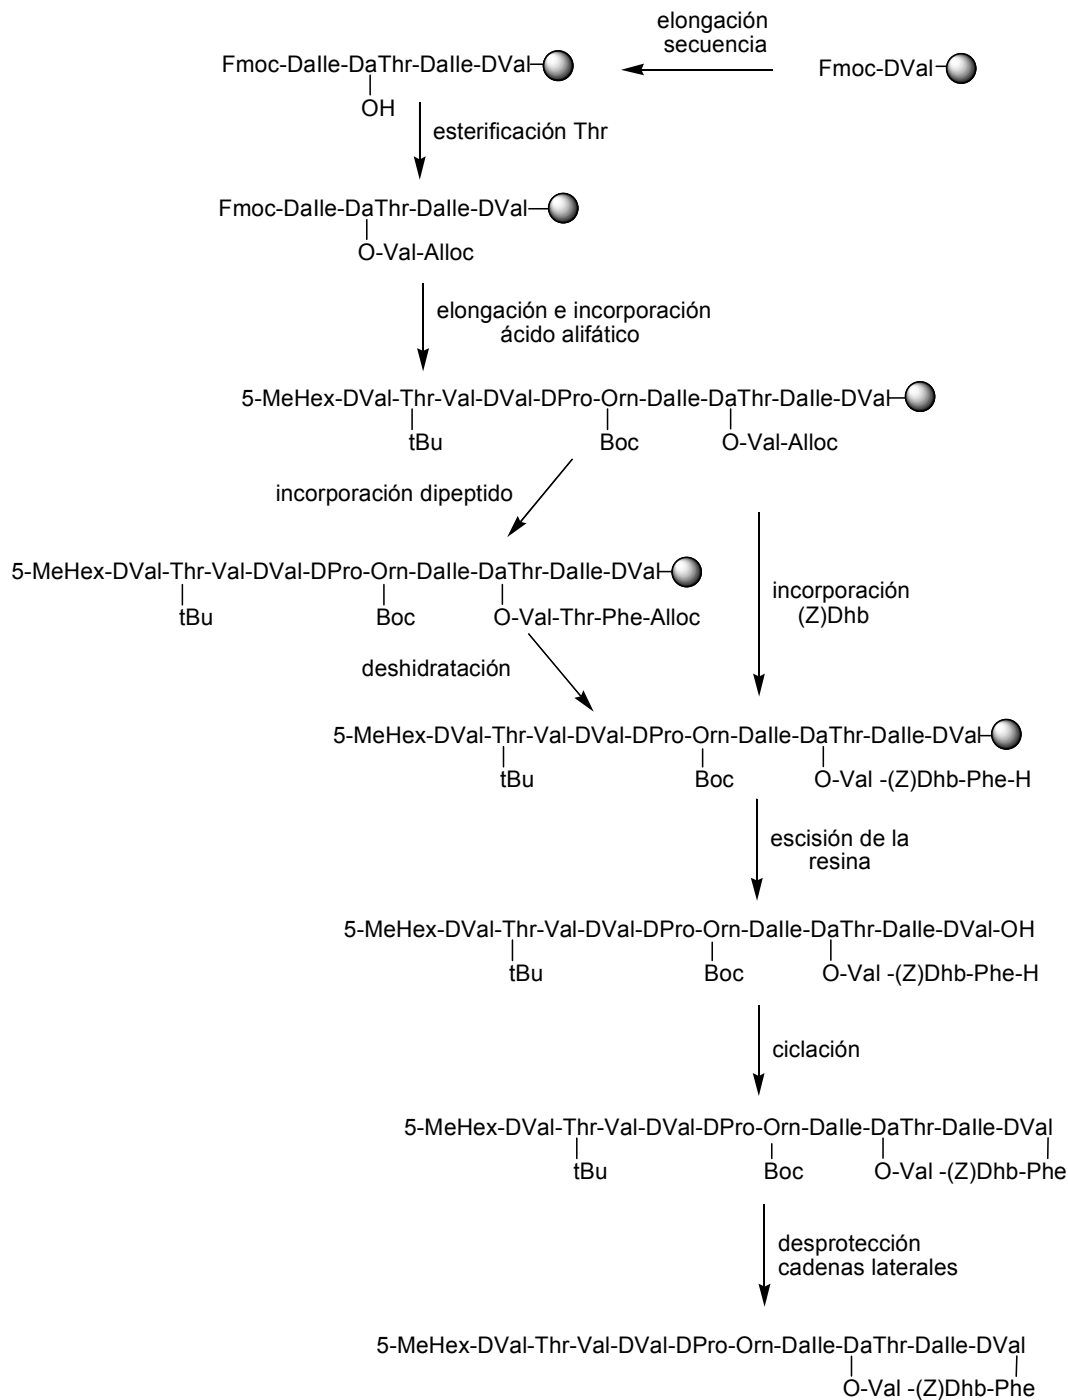 elongación
secuencia
Fmoc-DaIle-DaThr-DaIle-DVal
Fmoc-DVal
OH
esterificación Thr
Fmoc-DaIle-DaThr-DaIle-DVal
O-Val-Alloc
elongación e incorporación
ácido alifático
5-MeHex-DVal-Thr-Val-DVal-DPro-Orn-DaIle-DaThr-DaIle-DVal
tBu Boc O-Val-Alloc
incorporación dipeptido
5-MeHex-DVal-Thr-Val-DVal-DPro-Orn-DaIle-DaThr-DaIle-DVal
incorporación
(Z)Dhb
tBu Boc O-Val-Thr-Phe-Alloc
deshidratación
5-MeHex-DVal-Thr-Val-DVal-DPro-Orn-DaIle-DaThr-DaIle-DVal
tBu Boc O-Val -(Z)Dhb-Phe-H
escisión de la
resina
5-MeHex-DVal-Thr-Val-DVal-DPro-Orn-DaIle-DaThr-DaIle-DVal-OH
tBu Boc O-Val -(Z)Dhb-Phe-H
ciclación
5-MeHex-DVal-Thr-Val-DVal-DPro-Orn-DaIle-DaThr-DaIle-DVal
tBu Boc O-Val -(Z)Dhb-Phe
desprotección
cadenas laterales
5-MeHex-DVal-Thr-Val-DVal-DPro-Orn-DaIle-DaThr-DaIle-DVal
O-Val -(Z)Dhb-Phe